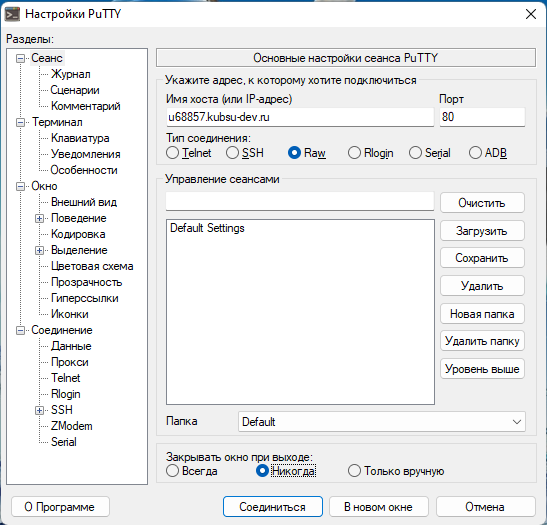 Настройки PuTTY
Разделы:
Сеанс
Журнал
Сценарии
Комментарий
Терминал
Клавиатура
Уведомления
Особенности
Окно
Внешний вид
Поведение
Кодировка
Выделение
Цветовая схема
Прозрачность
Гиперссылки
Иконки
Соединение
Данные
Прокси
Telnet
Rlogin
SSH
ZModem
Serial
Основные настройки сеанса PuTTY
Укажите адрес, к которому хотите подключиться
Имя хоста (или IP-адрес) Порт
u68857.kubsu-dev.ru 80
Тип соединения:
Telnet SSH Raw Rlogin Serial ADB
Управление сеансами
Default Settings
Очистить
Загрузить
Сохранить
Удалить
Новая папка
Удалить папку
Уровень выше
Папка Default
Закрывать окно при выходе:
Всегда Никогда Только вручную
О Программе Соединиться В новом окне Отмена